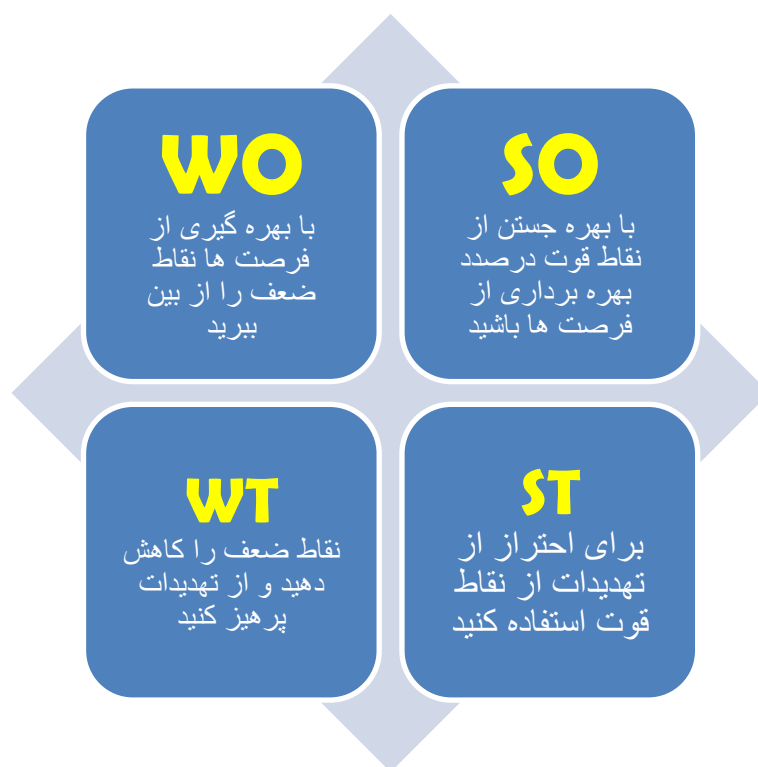 SO
با بهره جستن از
نقاط قوت درصدد
بهره برداری از
فرصت ها باشید
WO
با بهره گیری از
فرصت ها نقاط
ضعف را از بین
ببرید
ST
برای احتراز از
تهدیدات از نقاط
قوت استفاده کنید
WT
نقاط ضعف را کاهش
دهید و از تهدیدات
پرهیز کنید